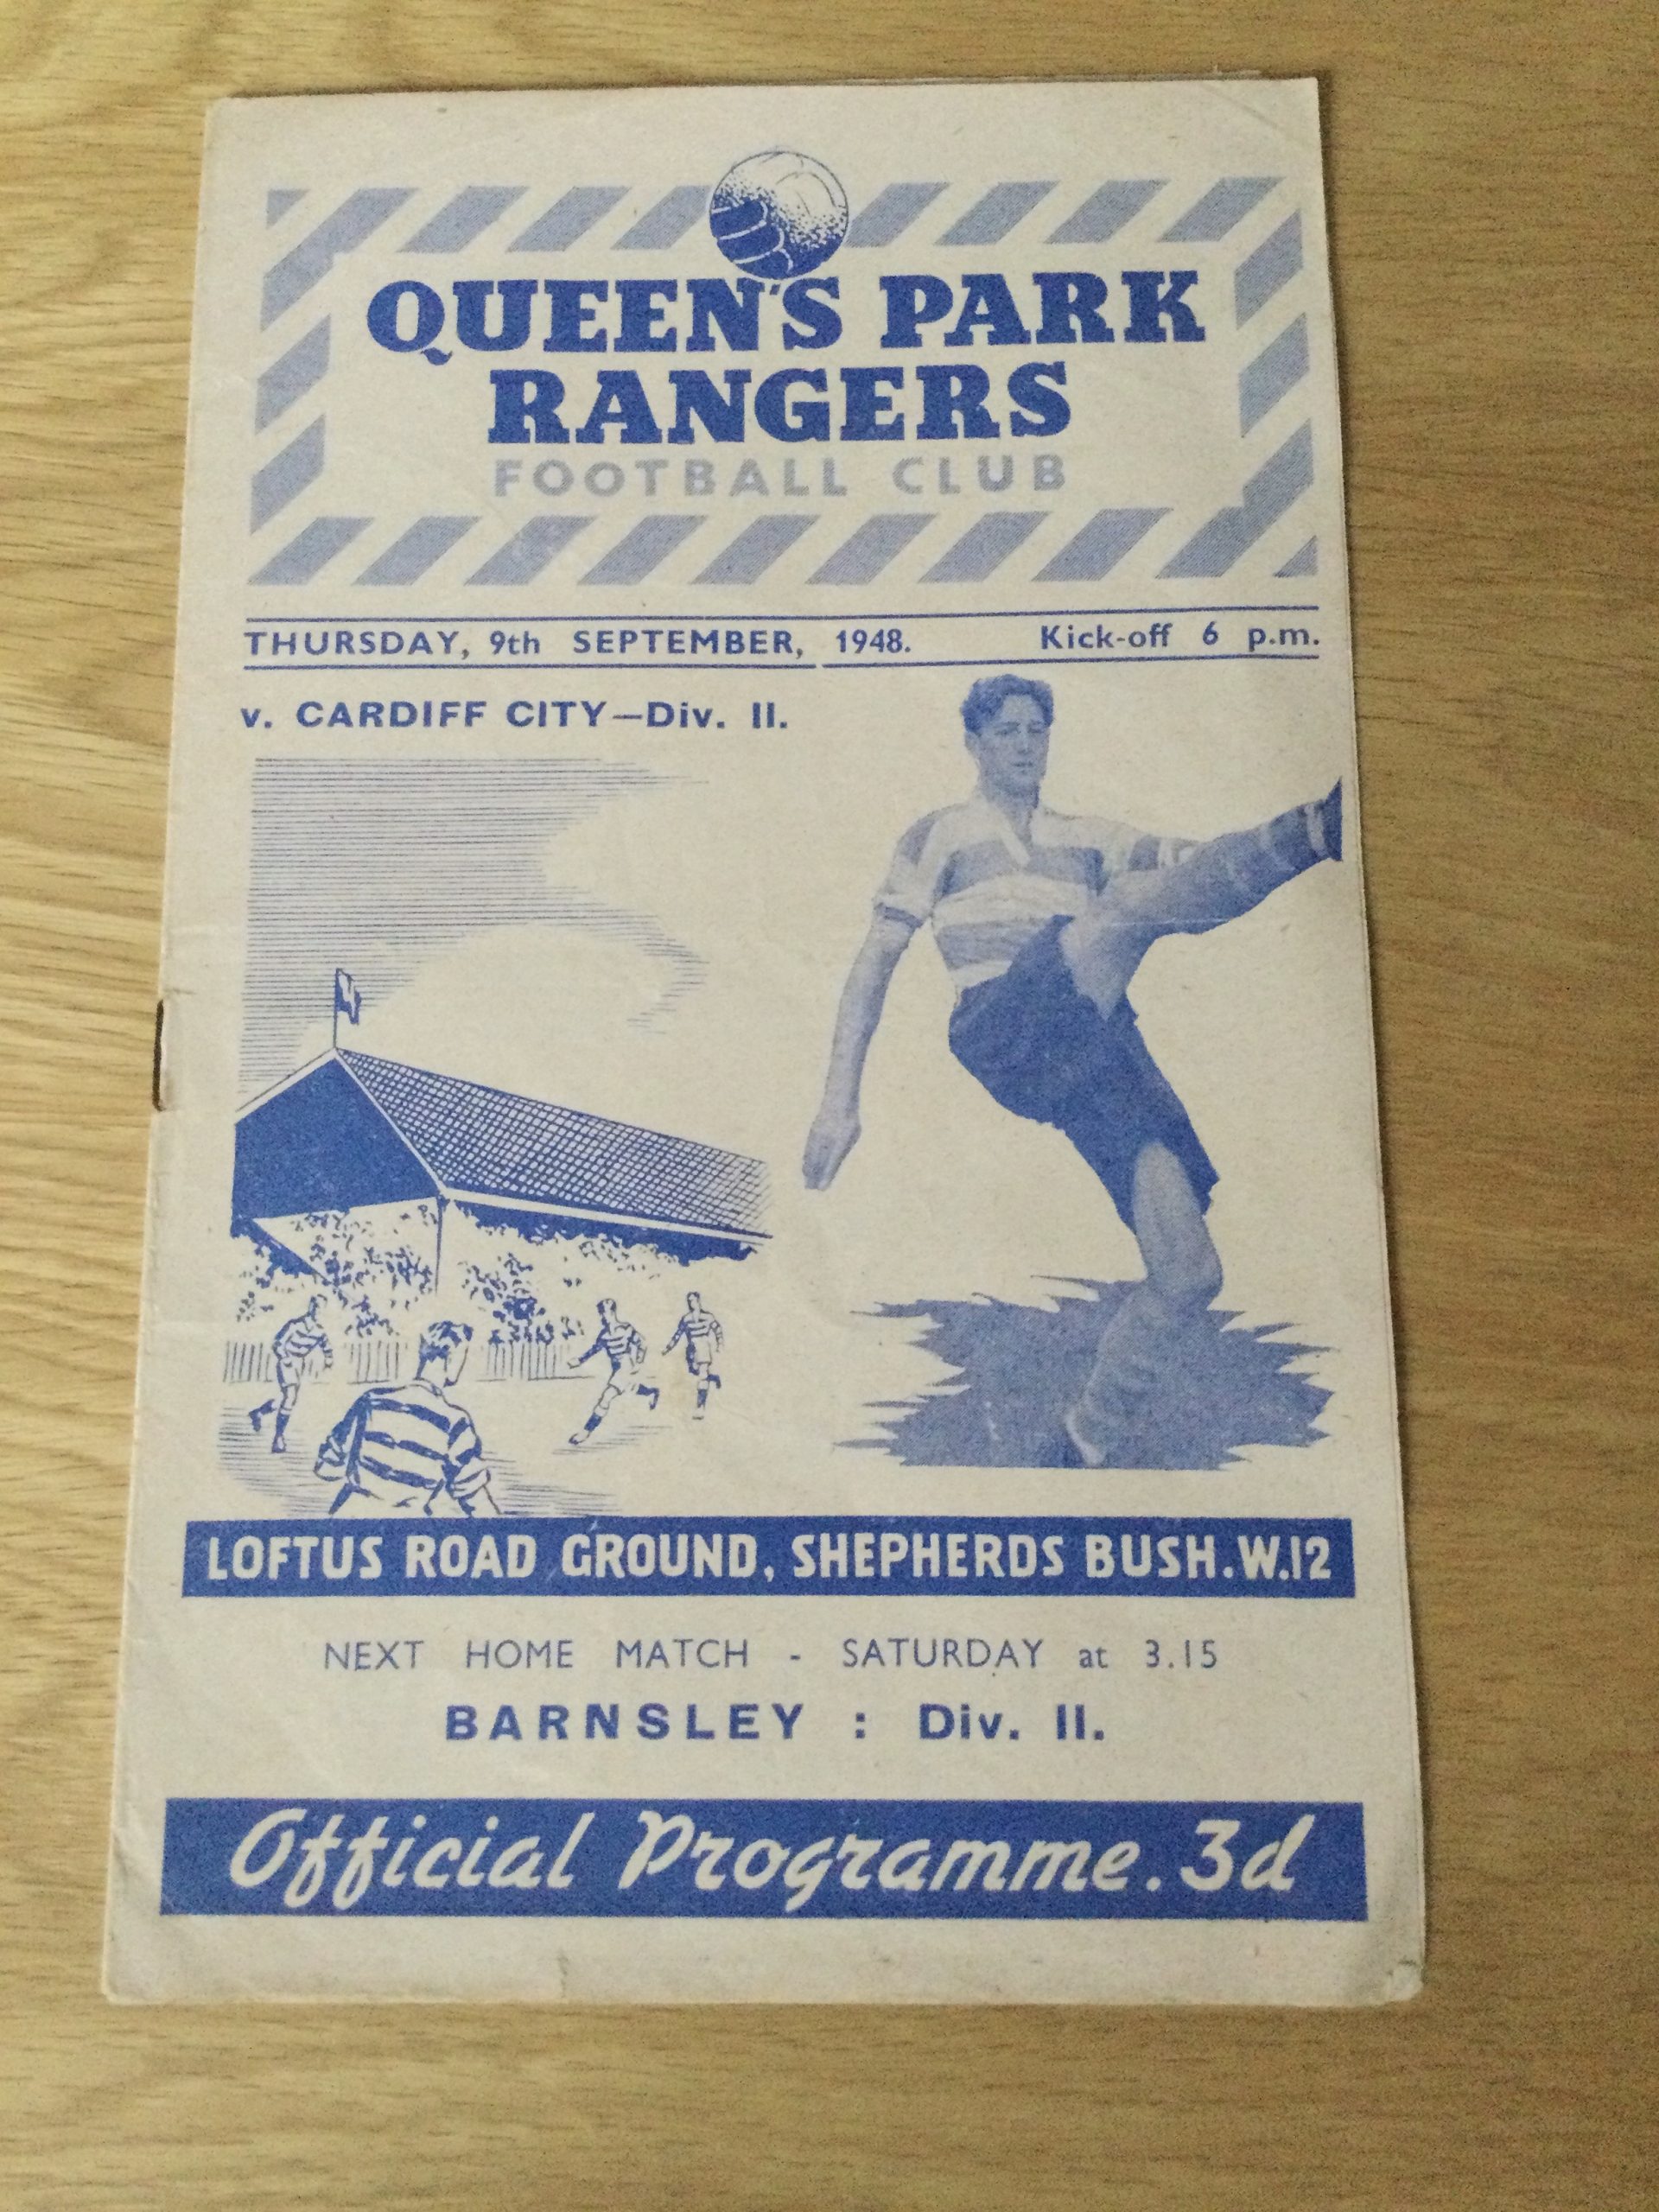 QUEEN'S PARK
RANGERS
FOOTBALL CLUB
THURSDAY, 9th SEPTEMBER, 1948. Kick-off 6 p.m.
v. CARDIFF CITY—Div. II.
LOFTUS ROAD GROUND, SHEPHERDS BUSH. W.12
NEXT HOME MATCH - SATURDAY at 3.15
BARNSLEY : Div. II.
Official Programme. 3d